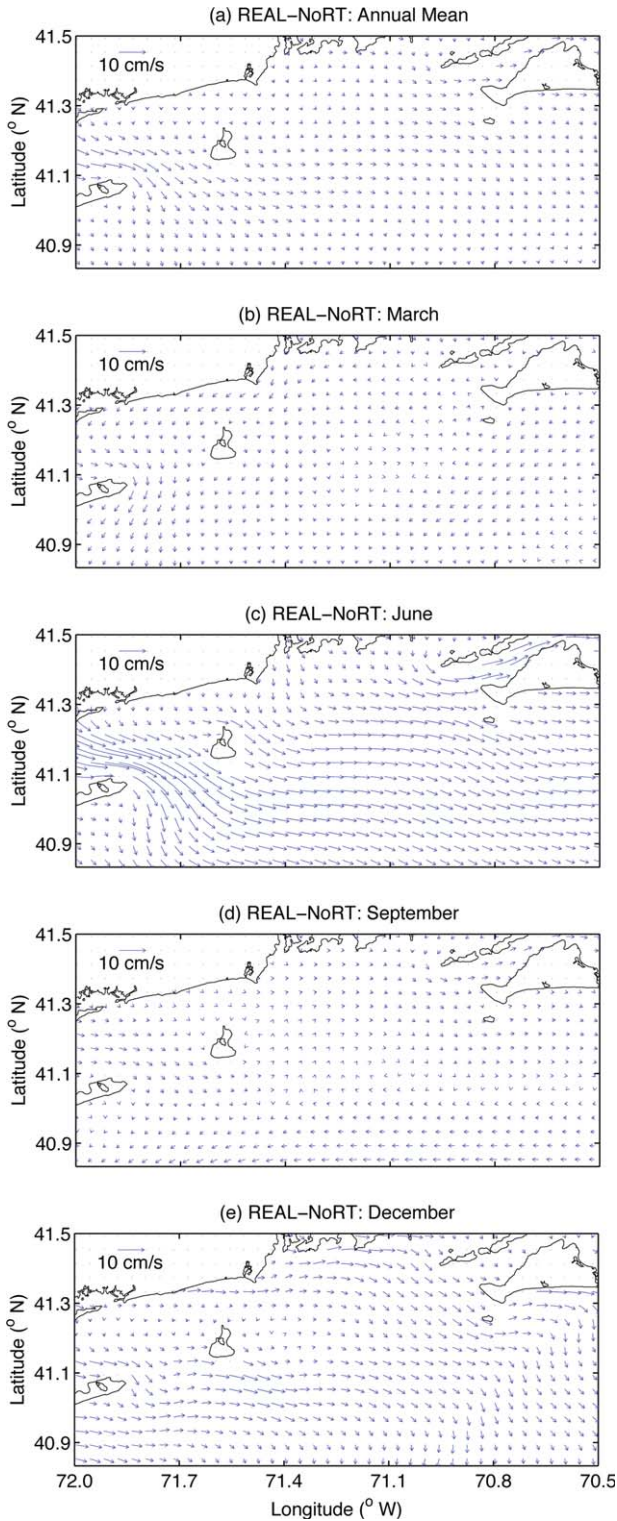 (a) REAL−NoRT: Annual Mean
41.5
10 cm/s
41.3
41.1
40.9
Latitude (° N)
(b) REAL−NoRT: March
41.5
10 cm/s
41.3
41.1
40.9
Latitude (° N)
(c) REAL−NoRT: June
41.5
10 cm/s
41.3
41.1
40.9
Latitude (° N)
(d) REAL−NoRT: September
41.5
10 cm/s
41.3
41.1
40.9
Latitude (° N)
(e) REAL−NoRT: December
41.5
10 cm/s
41.3
41.1
40.9
Latitude (° N)
72.0 71.7 71.4 71.1 70.8 70.5
Longitude (° W)